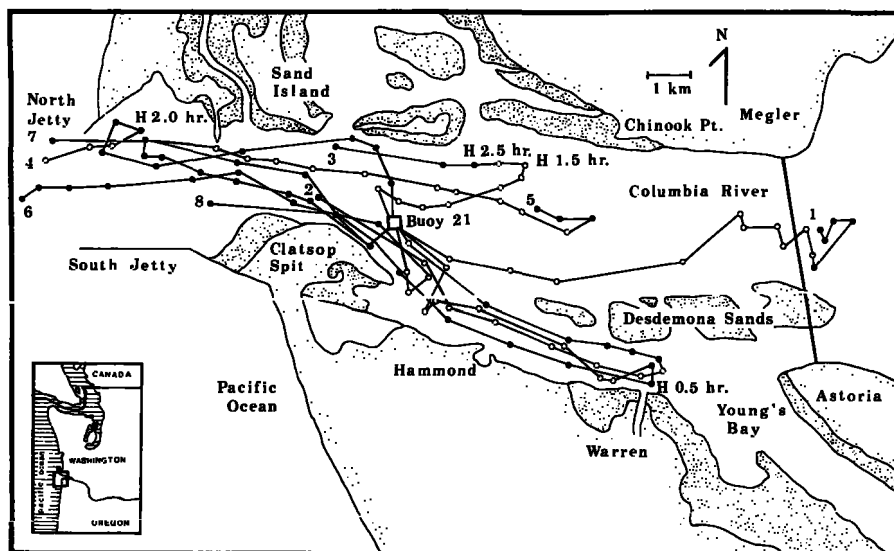 N
1 km
Megler
Chinook Pt.
Sand
Island
North
Jetty
H 2.0 hr.
7
4
3
H 2.5 hr.
H 1.5 hr.
Columbia River
6
2
8
5
1
Buoy 21
Clatsop
Spit
South Jetty
Desdemona Sands
Hammond
Pacific
Ocean
H 0.5 hr.
Young's
Bay
Astoria
Warren
CANADA
WASHINGTON
pacific ocean
OREGON